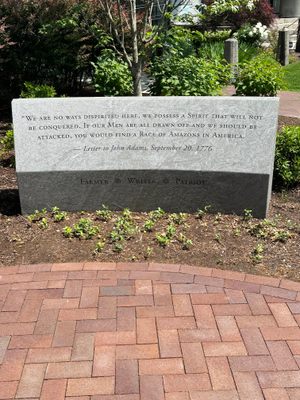 "We are no ways dispirited here, we possess a Spirit that will not
be conquered. If our Men are all drawn off and we should be
attacked, you would find a Race of Amazons in America.
— Letter to John Adams, September 20, 1776
Farmer Writer Patriot